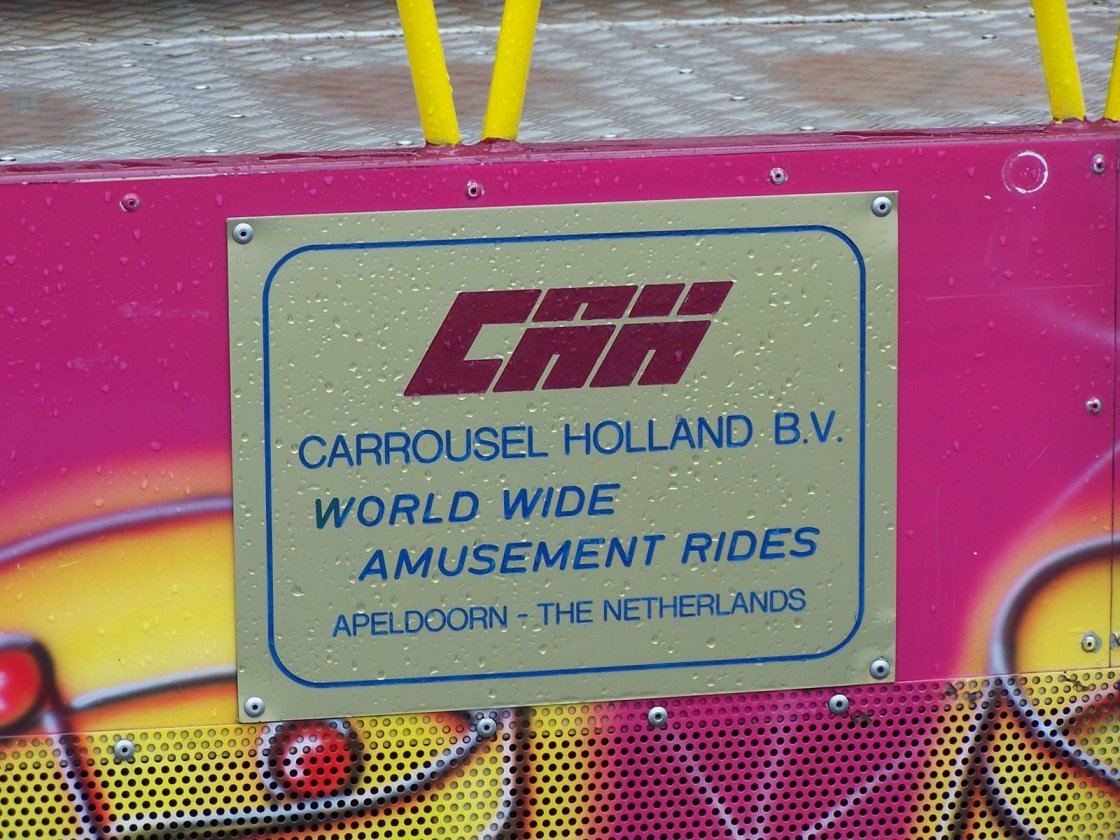 CAH
CARROUSEL HOLLAND B.V.
WORLD WIDE
AMUSEMENT RIDES
APELDOORN - THE NETHERLANDS